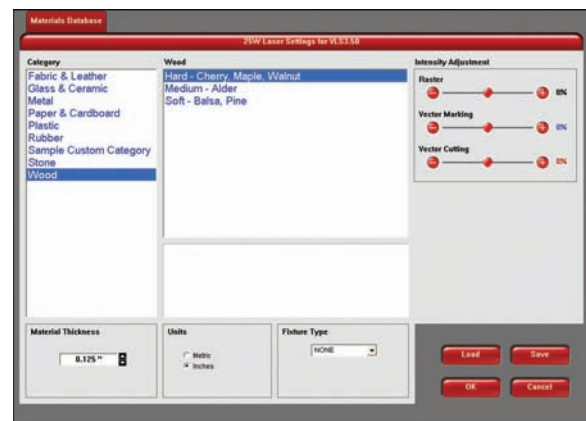 Materials Database
25W Laser Settings for VLS3.50
Category
Fabric & Leather
Glass & Ceramic
Metal
Paper & Cardboard
Plastic
Rubber
Sample Custom Category
Stone
Wood
Wood
Hard - Cherry, Maple, Walnut
Medium - Alder
Soft - Balsa, Pine
Intensity Adjustment
Raster
0%
Vector Marking
0%
Vector Cutting
0%
Material Thickness
0.125 "
Units
Metric
Inches
Fixture Type
NONE
Load Save
OK Cancel